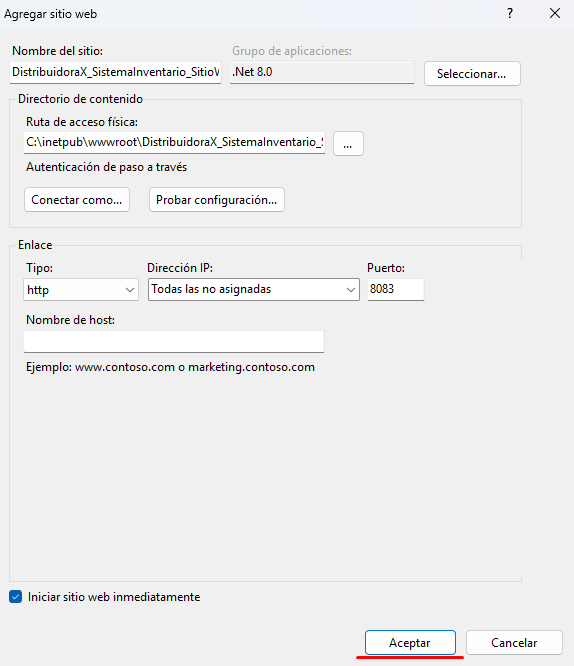 Agregar sitio web
?
Nombre del sitio:
Grupo de aplicaciones:
DistribuidoraX_SistemaInventario_Sitio
.Net 8.0
Seleccionar...
Directorio de contenido
Ruta de acceso física:
C:\inetpub\wwwroot\DistribuidoraX_SistemaInventario_
...
Autenticación de paso a través
Conectar como...
Probar configuración...
Enlace
Tipo:
Dirección IP:
Puerto:
http
Todas las no asignadas
8083
Nombre de host:
Ejemplo: www.contoso.com o marketing.contoso.com
Iniciar sitio web inmediatamente
Aceptar
Cancelar